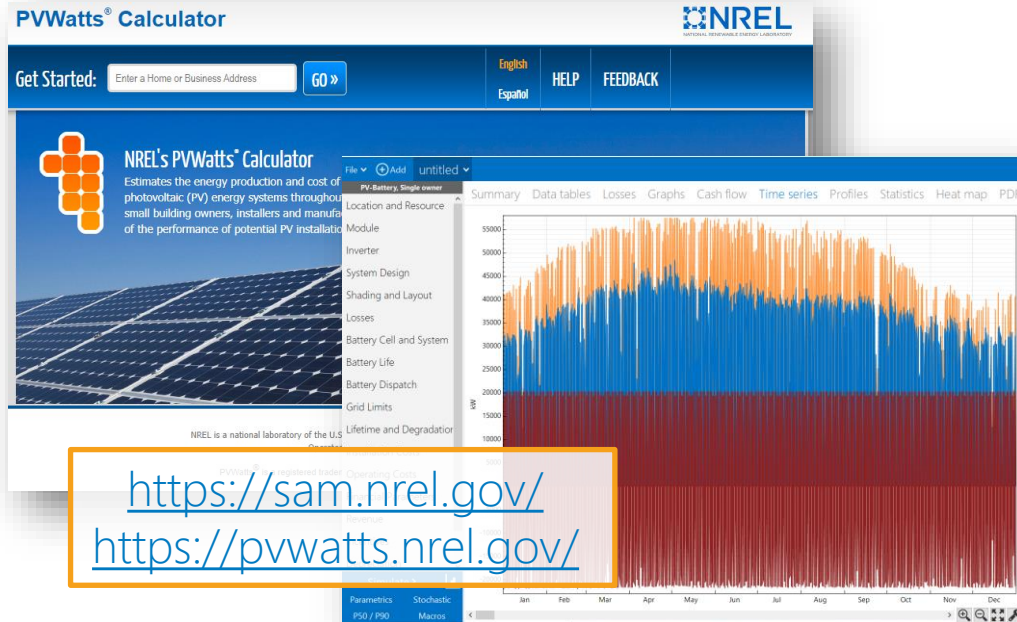 PVWatts® Calculator
NREL
NATIONAL RENEWABLE ENERGY LABORATORY
Get Started:
Enter a Home or Business Address
GO »
English
Español
HELP
FEEDBACK
NREL's PVWatts® Calculator
Estimates the energy production and cost of
photovoltaic (PV) energy systems throughou
small building owners, installers and manufa
of the performance of potential PV installatio
NREL is a national laboratory of the U.S
File
Add
untitled
PV-Battery, Single owner
Location and Resource
Module
Inverter
System Design
Shading and Layout
Losses
Battery Cell and System
Battery Life
Battery Dispatch
Grid Limits
Lifetime and Degradation
Operating Costs
Revenue
Parametrics Stochastic
P50 / P90 Macros
Summary Data tables Losses Graphs Cash flow Time series Profiles Statistics Heat map PDF
55000
50000
45000
40000
35000
30000
25000
20000
15000
10000
kW
Jan Feb Mar Apr May Jun Jul Aug Sep Oct Nov Dec
https://sam.nrel.gov/
https://pvwatts.nrel.gov/